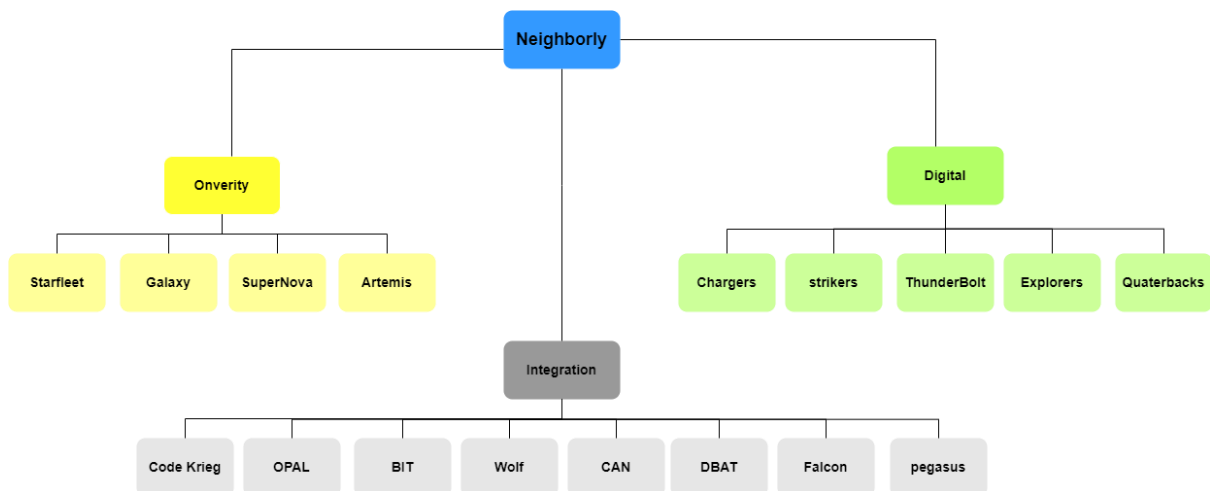 Neighborly
Onverity
Digital
Starfleet
Galaxy
SuperNova
Artemis
Chargers
strikers
ThunderBolt
Explorers
Quaterbacks
Integration
Code Krieg
OPAL
BIT
Wolf
CAN
DBAT
Falcon
pegasus